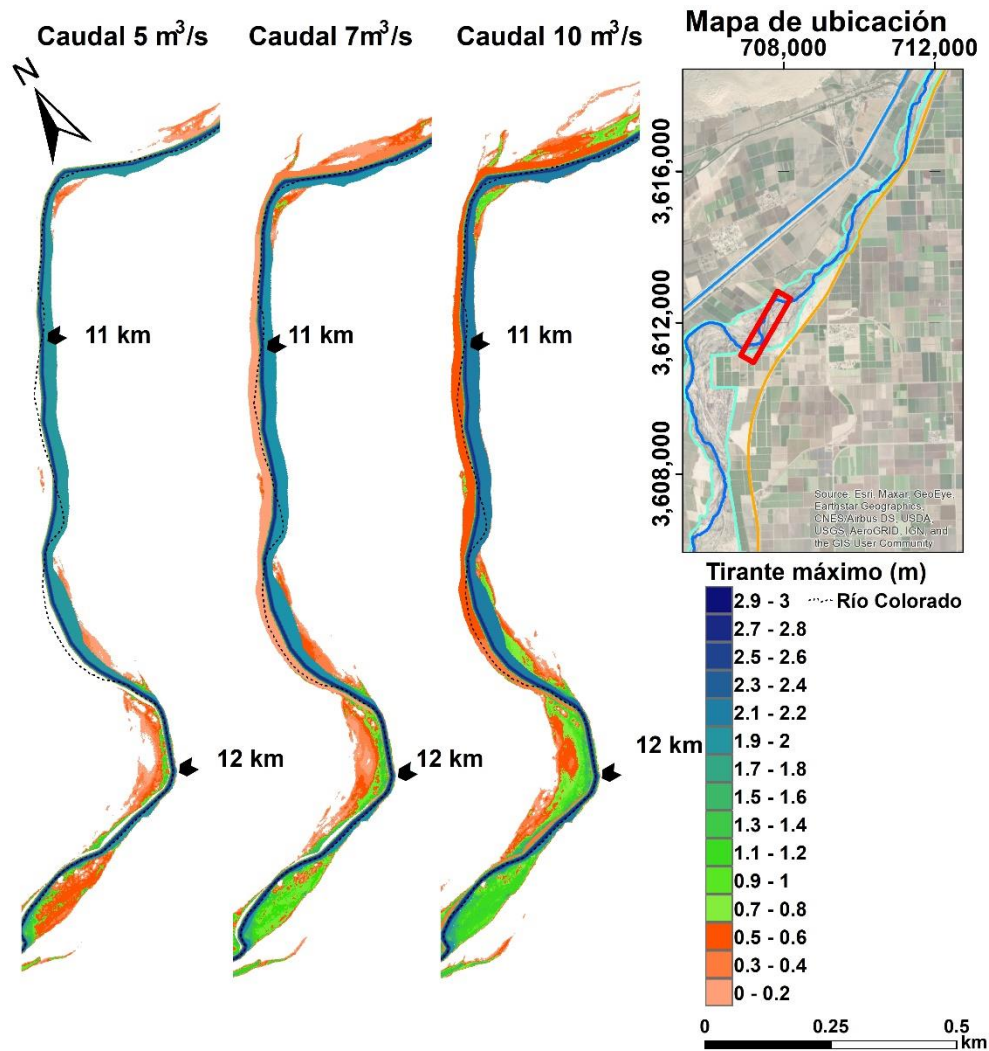 Caudal 5 m³/s
Caudal 7m³/s
Caudal 10 m³/s
N
11 km
11 km
11 km
12 km
12 km
12 km
Mapa de ubicación
708,000
712,000
3,616,000
3,612,000
3,608,000
Source: Esri, Maxar, GeoEye,
Earthstar Geographics,
CNES/Airbus DS, USDA,
USGS, AeroGRID, IGN, and
the GIS User Community
Tirante máximo (m)
2.9 - 3
Río Colorado
2.7 - 2.8
2.5 - 2.6
2.3 - 2.4
2.1 - 2.2
1.9 - 2
1.7 - 1.8
1.5 - 1.6
1.3 - 1.4
1.1 - 1.2
0.9 - 1
0.7 - 0.8
0.5 - 0.6
0.3 - 0.4
0 - 0.2
0 0.25 0.5
km